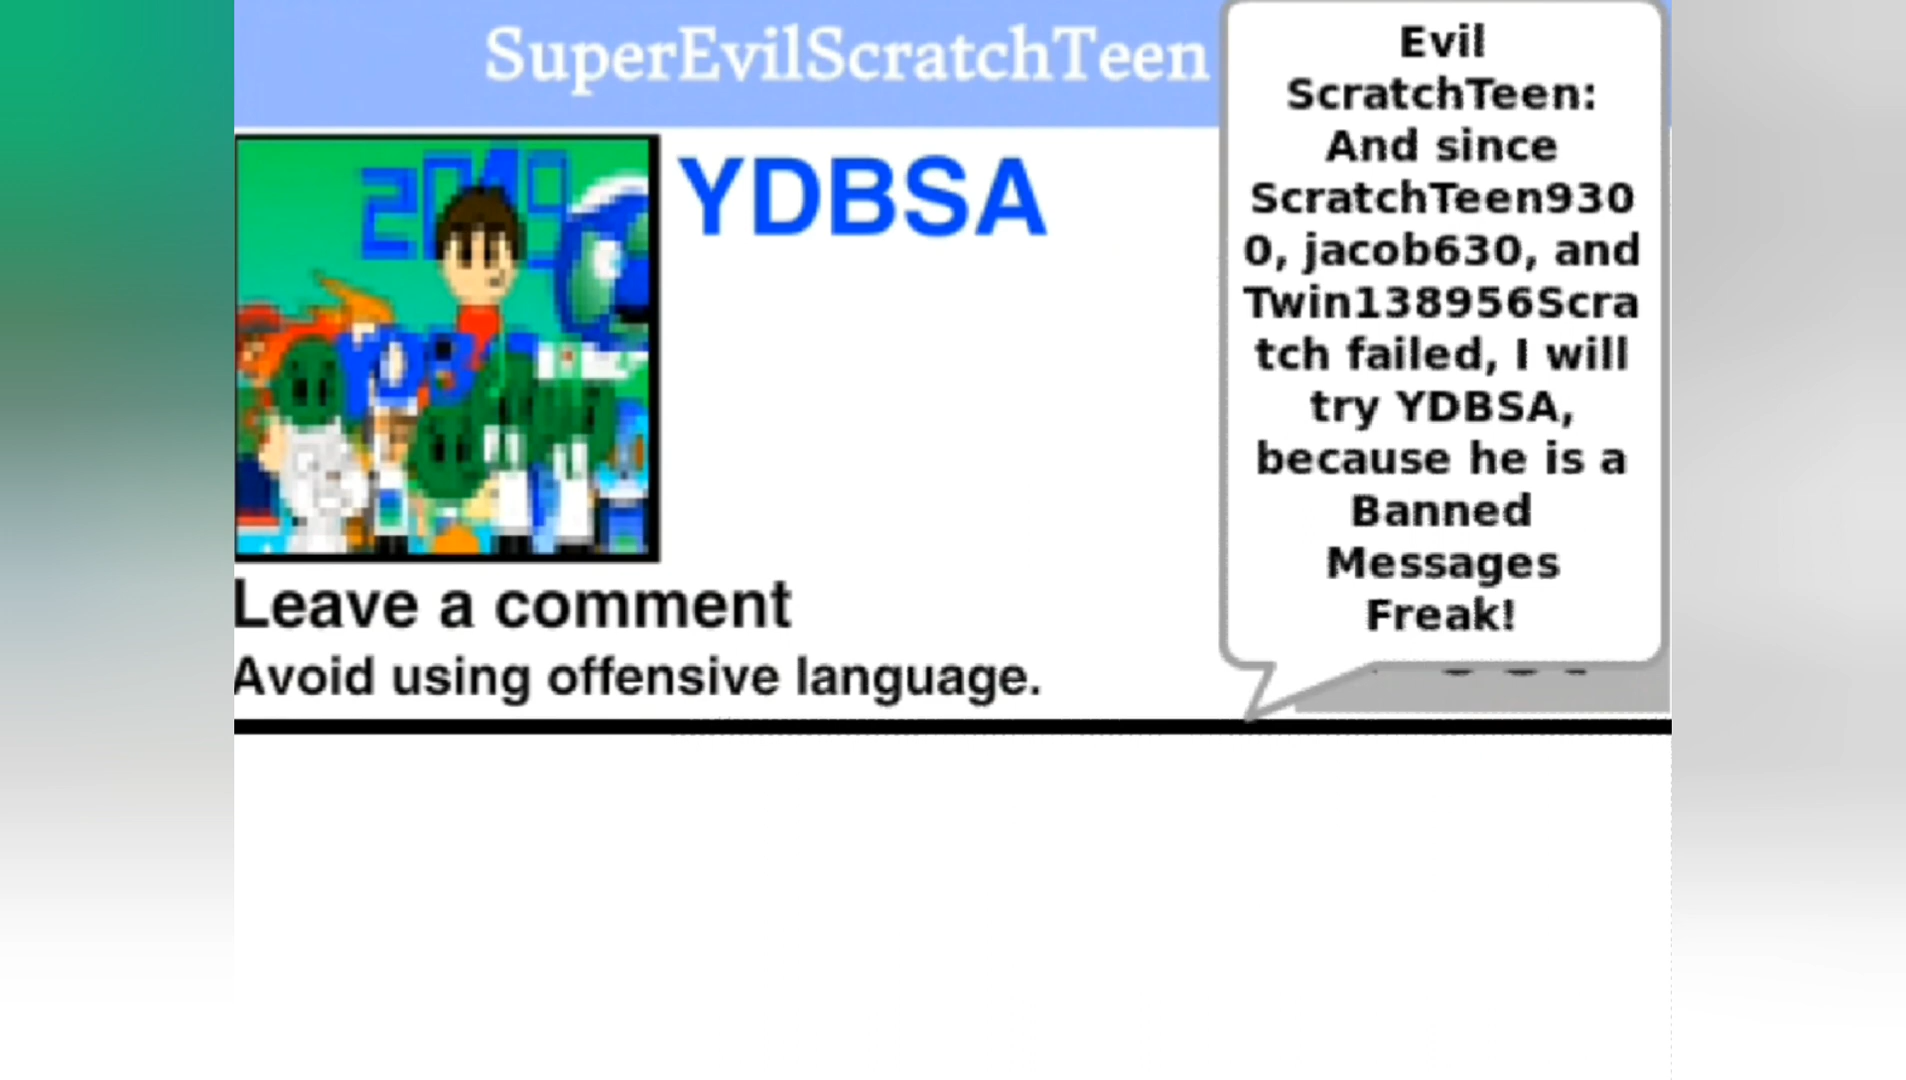 SuperEvilScratchTeen
YDBSA
Leave a comment
Avoid using offensive language.
Evil
ScratchTeen:
And since
ScratchTeen930
0, jacob630, and
Twin138956Scra
tch failed, I will
try YDBSA,
because he is a
Banned
Messages
Freak!
2019